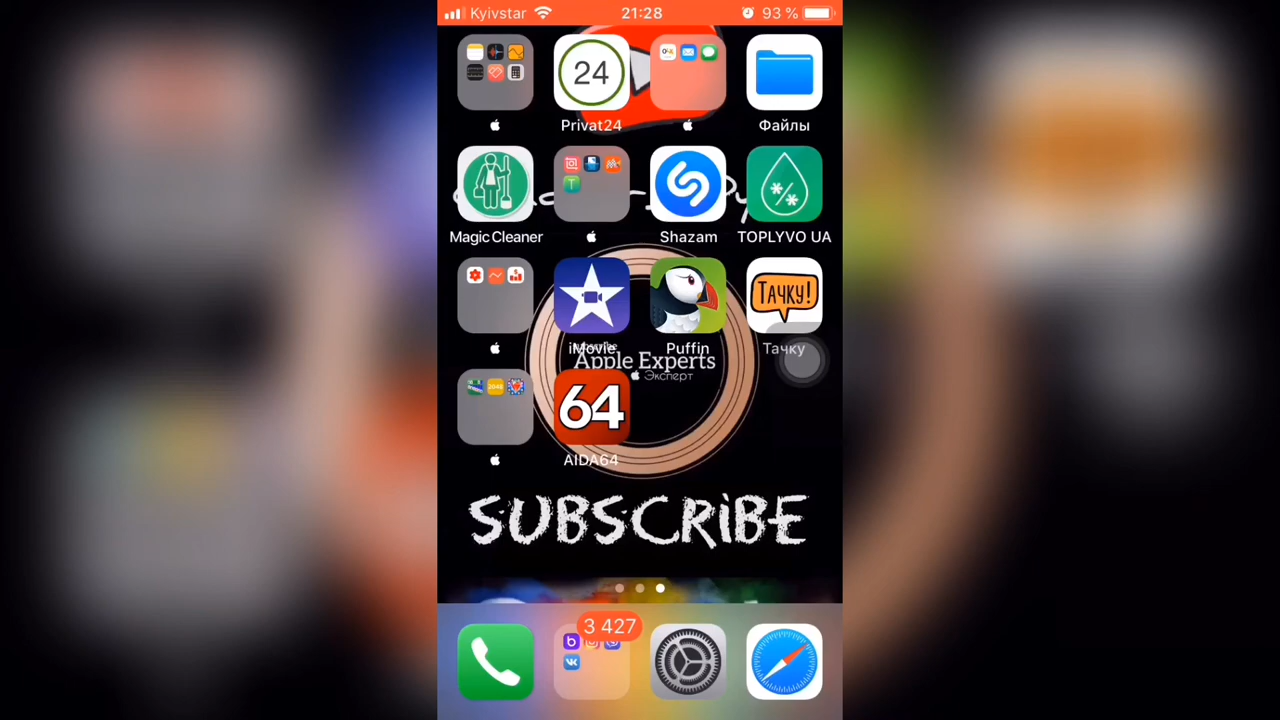 Kyivstar 21:28 93 %
24
Privat24 Файлы
Magic Cleaner Shazam TOPLYVO UA
ТАЧКУ!
iMovie Puffin Тачку
Apple Experts
Эксперт
64
AIDA64
SUBSCRIBE
3 427